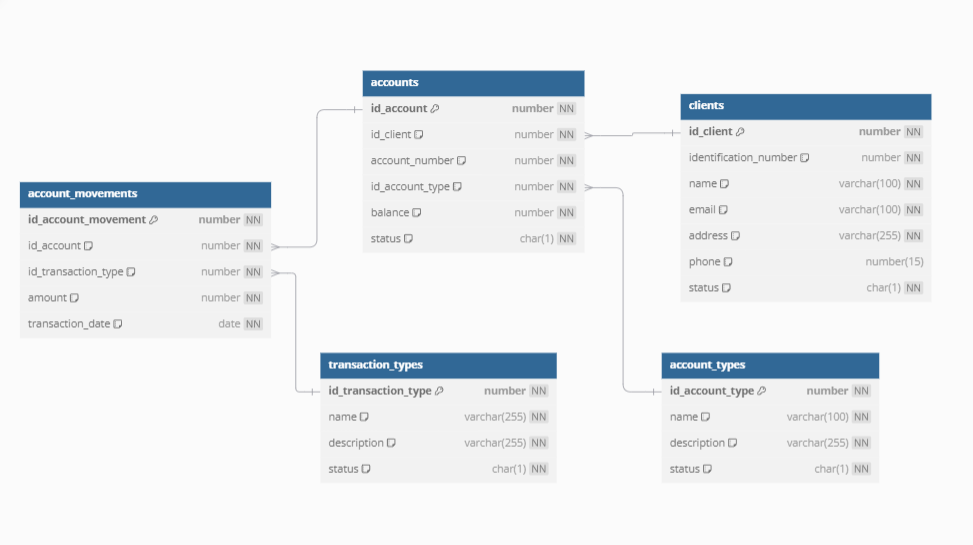 accounts
id_account number NN
id_client number NN
account_number number NN
id_account_type number NN
balance number NN
status char(1) NN
clients
id_client number NN
identification_number number NN
name varchar(100) NN
email varchar(100) NN
address varchar(255) NN
phone number(15)
status char(1) NN
account_movements
id_account_movement number NN
id_account number NN
id_transaction_type number NN
amount number NN
transaction_date date NN
transaction_types
id_transaction_type number NN
name varchar(255) NN
description varchar(255) NN
status char(1) NN
account_types
id_account_type number NN
name varchar(100) NN
description varchar(255) NN
status char(1) NN